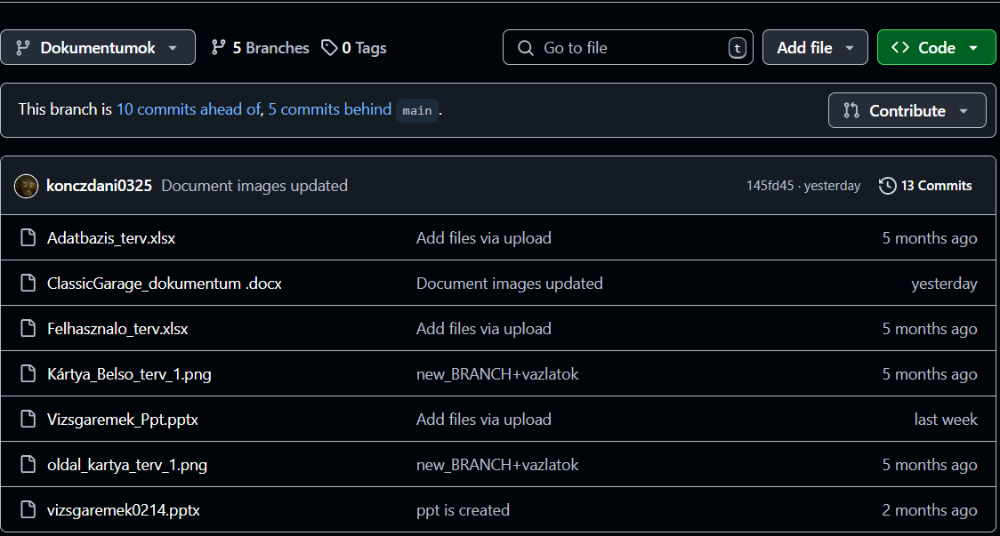 Dokumentumok 5 Branches 0 Tags Go to file t Add file Code
This branch is 10 commits ahead of, 5 commits behind main. Contribute
konczdani0325 Document images updated 145fd45 · yesterday 13 Commits
Adatbazis_terv.xlsx Add files via upload 5 months ago
ClassicGarage_dokumentum .docx Document images updated yesterday
Felhasznalo_terv.xlsx Add files via upload 5 months ago
Kártya_Belso_terv_1.png new_BRANCH+vazlatok 5 months ago
Vizsgaremek_Ppt.pptx Add files via upload last week
oldal_kartya_terv_1.png new_BRANCH+vazlatok 5 months ago
vizsgaremek0214.pptx ppt is created 2 months ago